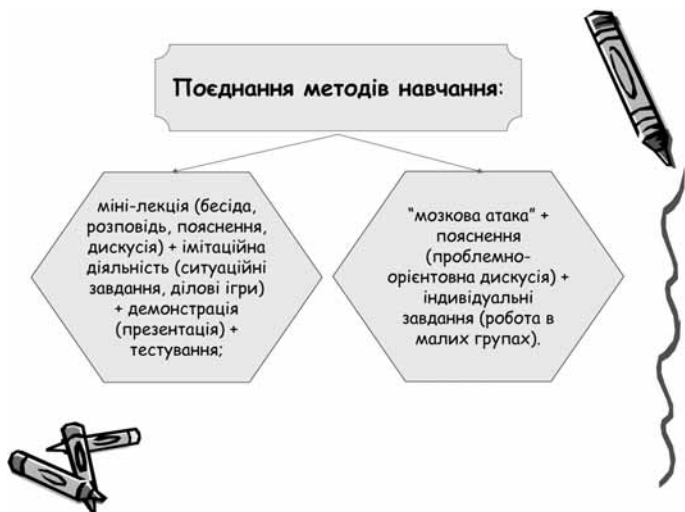 Поєднання методів навчання:
міні-лекція (бесіда,
розповідь, пояснення,
дискусія) + імітаційна
діяльність (ситуаційні
завдання, ділові ігри)
+ демонстрація
(презентація) +
тестування;
“мозкова атака” +
пояснення
(проблемно-
орієнтовна дискусія) +
індивідуальні
завдання (робота в
малих групах).